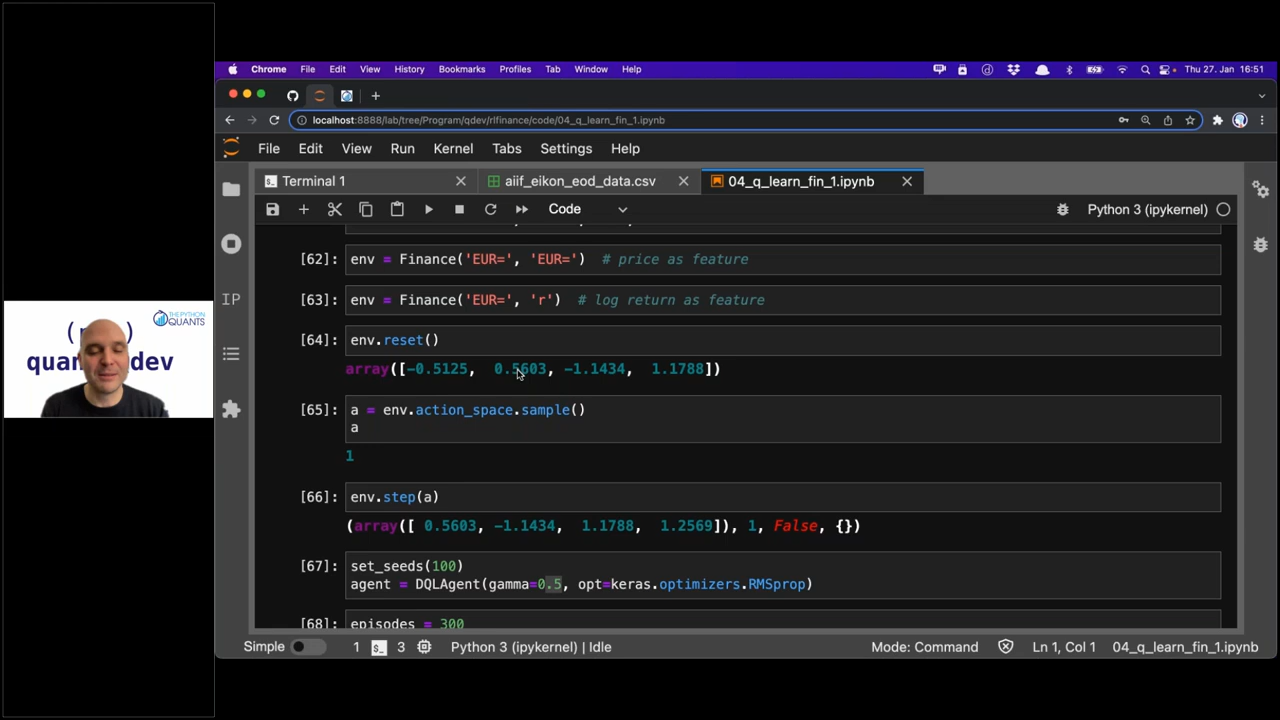 Chrome File Edit View History Bookmarks Profiles Tab Window Help Thu 27. Jan 16:51
localhost:8888/lab/tree/Program/qdev/rlfinance/code/04_q_learn_fin_1.ipynb
File Edit View Run Kernel Tabs Settings Help
Terminal 1 aiif_eikon_eod_data.csv 04_q_learn_fin_1.ipynb
Code Python 3 (ipykernel)
[62]: env = Finance('EUR=', 'EUR=') # price as feature
[63]: env = Finance('EUR=', 'r') # log return as feature
[64]: env.reset()
array([-0.5125, 0.5603, -1.1434, 1.1788])
[65]: a = env.action_space.sample()
a
1
[66]: env.step(a)
(array([ 0.5603, -1.1434, 1.1788, 1.2569]), 1, False, {})
[67]: set_seeds(100)
agent = DQLAgent(gamma=0.5, opt=keras.optimizers.RMSprop)
[68]: episodes = 300
Simple 1 3 Python 3 (ipykernel) | Idle Mode: Command Ln 1, Col 1 04_q_learn_fin_1.ipynb
IP
THE PYTHON
QUANTS